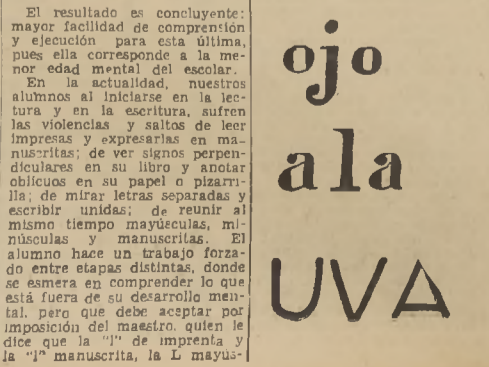 El resultado es concluyente:
mayor facilidad de comprensión
y ejecución para esta última,
pues ella corresponde a la me-
nor edad mental del escolar.
En la actualidad, nuestros
alumnos al iniciarse en la lec-
tura y en la escritura, sufren
las violencias y saltos de leer
impresas y expresarlas en ma-
nuscritas; de ver signos perpen-
diculares en su libro y anotar
oblicuos en su papel o pizarri-
lla; de mirar letras separadas y
escribir unidas; de reunir al
mismo tiempo mayúsculas, mi-
núsculas y manuscritas. El
alumno hace un trabajo forza-
do entre etapas distintas, donde
se esmera en comprender lo que
está fuera de su desarrollo men-
tal, pero que debe aceptar por
imposición del maestro, quien le
dice que la "l" de imprenta y
la "l" manuscrita, la L mayús-
ojo
ala
UVA